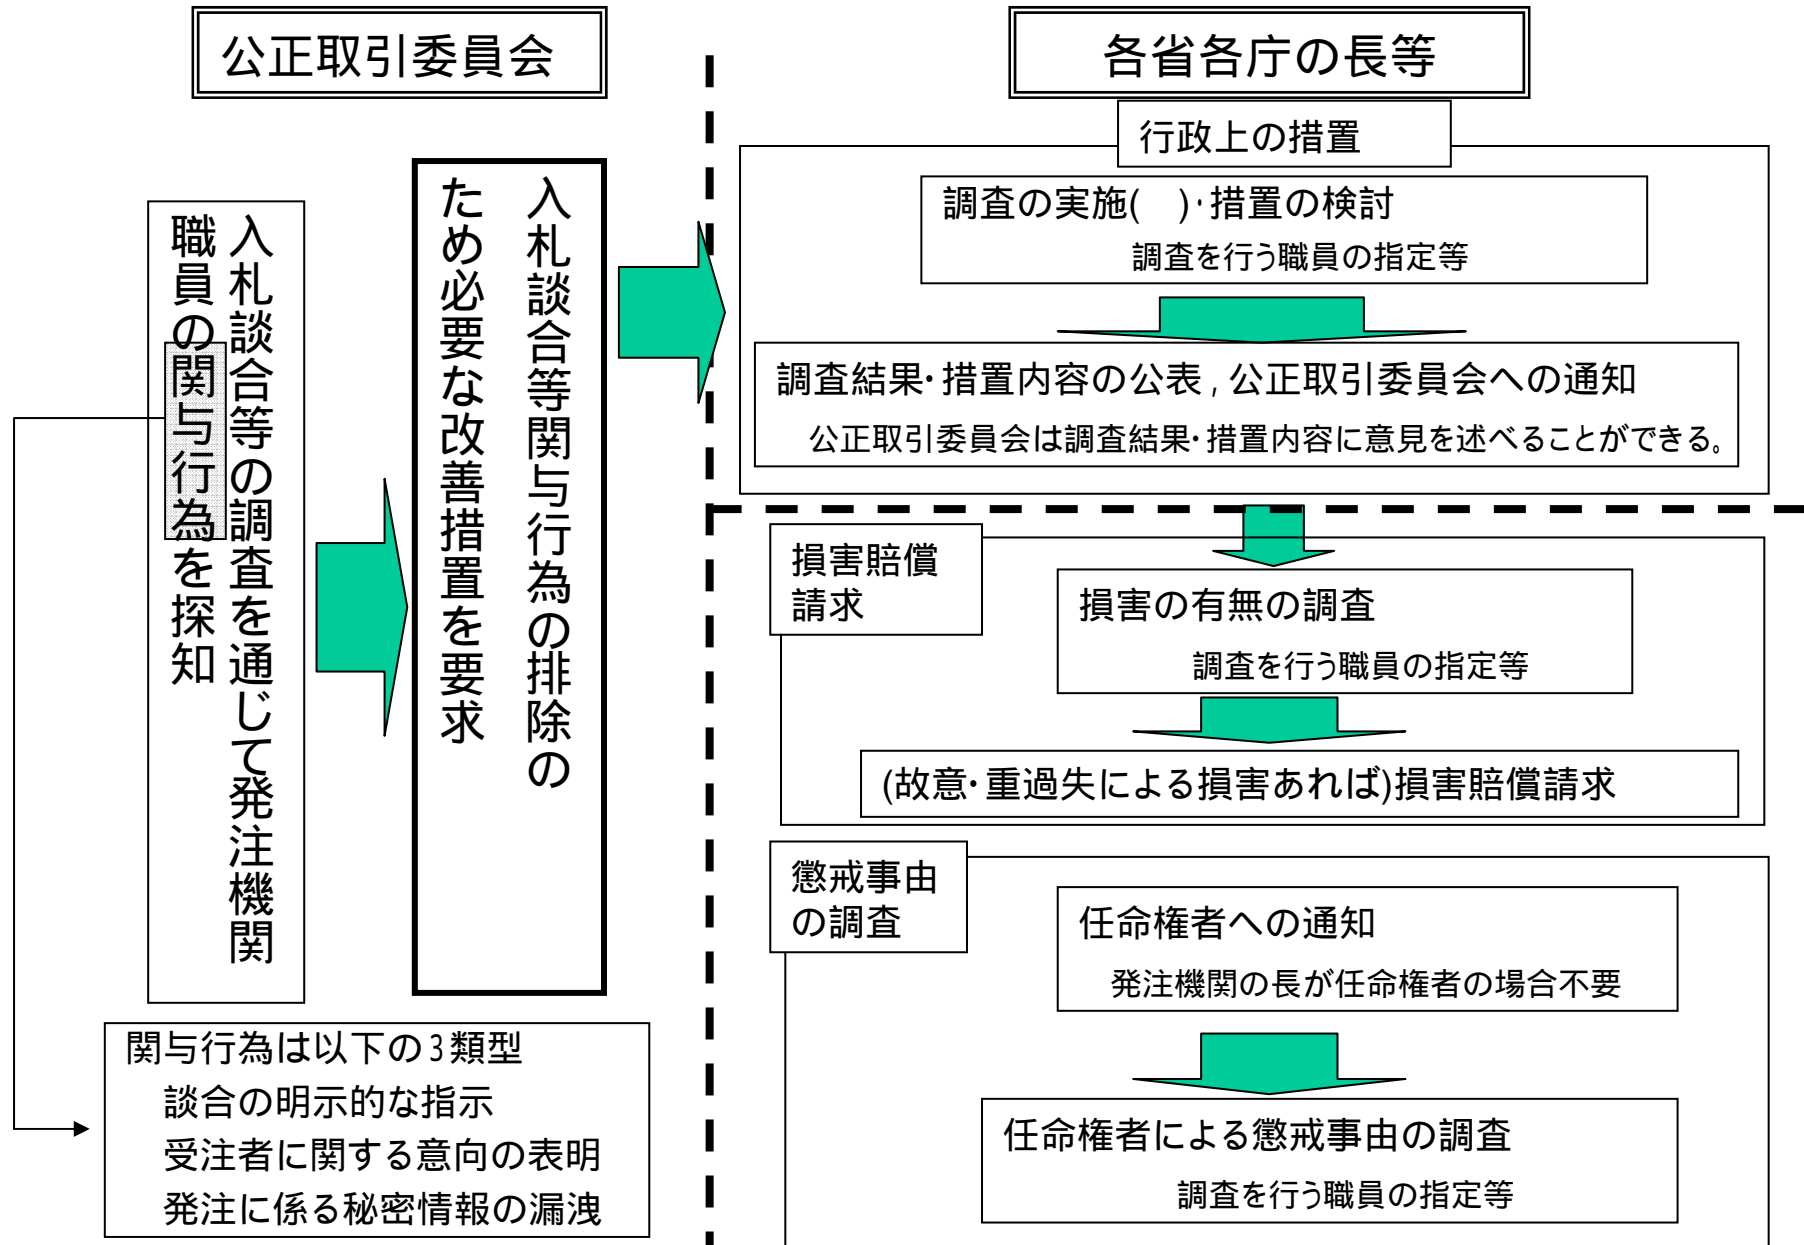 公正取引委員会
入札談合等の調査を通じて発注機関
職員の関与行為を探知
入札談合等関与行為の排除の
ため必要な改善措置を要求
関与行為は以下の3類型
談合の明示的な指示
受注者に関する意向の表明
発注に係る秘密情報の漏洩
各省各庁の長等
行政上の措置
調査の実施(　)・措置の検討
調査を行う職員の指定等
調査結果・措置内容の公表，公正取引委員会への通知
公正取引委員会は調査結果・措置内容に意見を述べることができる。
損害賠償
請求
損害の有無の調査
調査を行う職員の指定等
(故意・重過失による損害あれば)損害賠償請求
懲戒事由
の調査
任命権者への通知
発注機関の長が任命権者の場合不要
任命権者による懲戒事由の調査
調査を行う職員の指定等